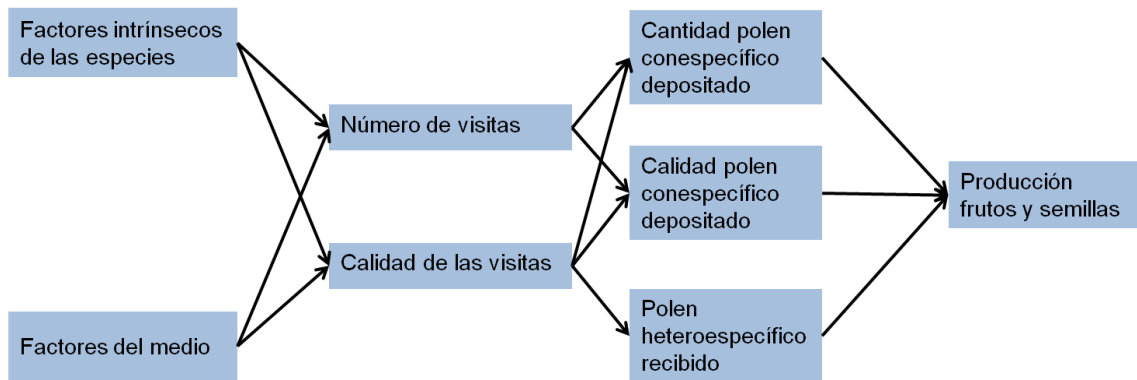 Factores intrínsecos
de las especies
Factores del medio
Número de visitas
Calidad de las visitas
Cantidad polen
conespecífico
depositado
Calidad polen
conespecífico
depositado
Polen
heteroespecífico
recibido
Producción
frutos y semillas